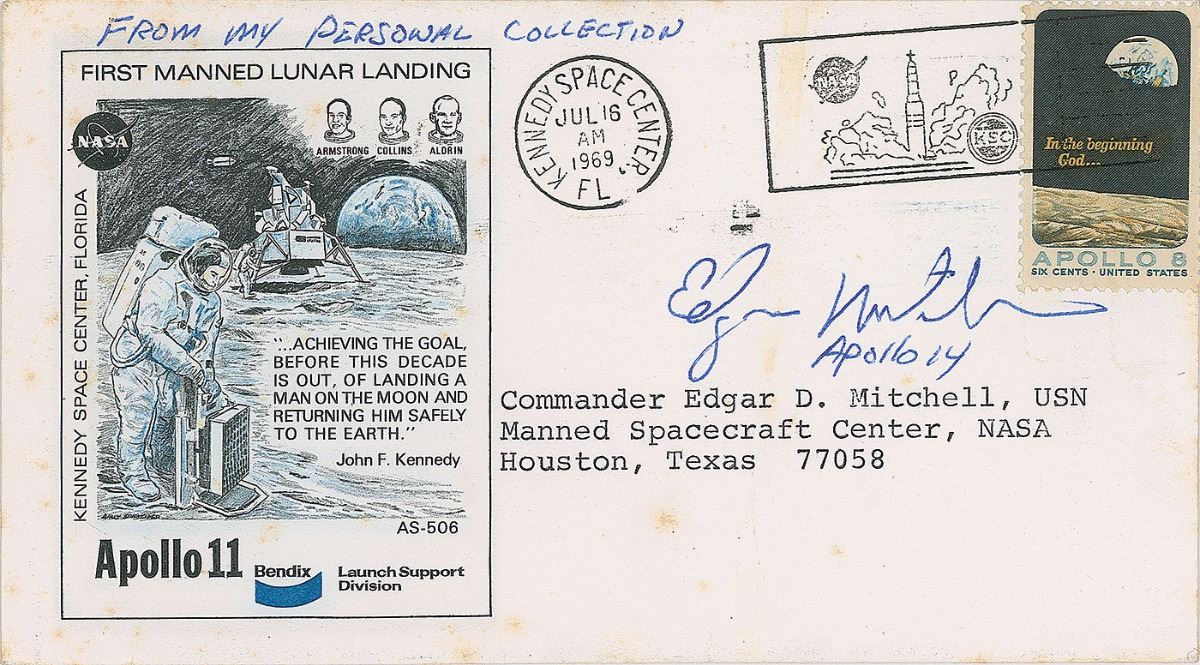 FROM MY PERSONAL COLLECTION
FIRST MANNED LUNAR LANDING
NASA
ARMSTRONG COLLINS ALDRIN
KENNEDY SPACE CENTER, FLORIDA
"...ACHIEVING THE GOAL,
BEFORE THIS DECADE
IS OUT, OF LANDING A
MAN ON THE MOON AND
RETURNING HIM SAFELY
TO THE EARTH."
John F. Kennedy
AS-506
Apollo 11
Bendix
Launch Support
Division
KENNEDY SPACE CENTER, FL
JUL 16
AM
1969
NASA
KSC
In the beginning
God...
APOLLO 8
SIX CENTS · UNITED STATES
Edgar Mitchell
Apollo 14
Commander Edgar D. Mitchell, USN
Manned Spacecraft Center, NASA
Houston, Texas 77058